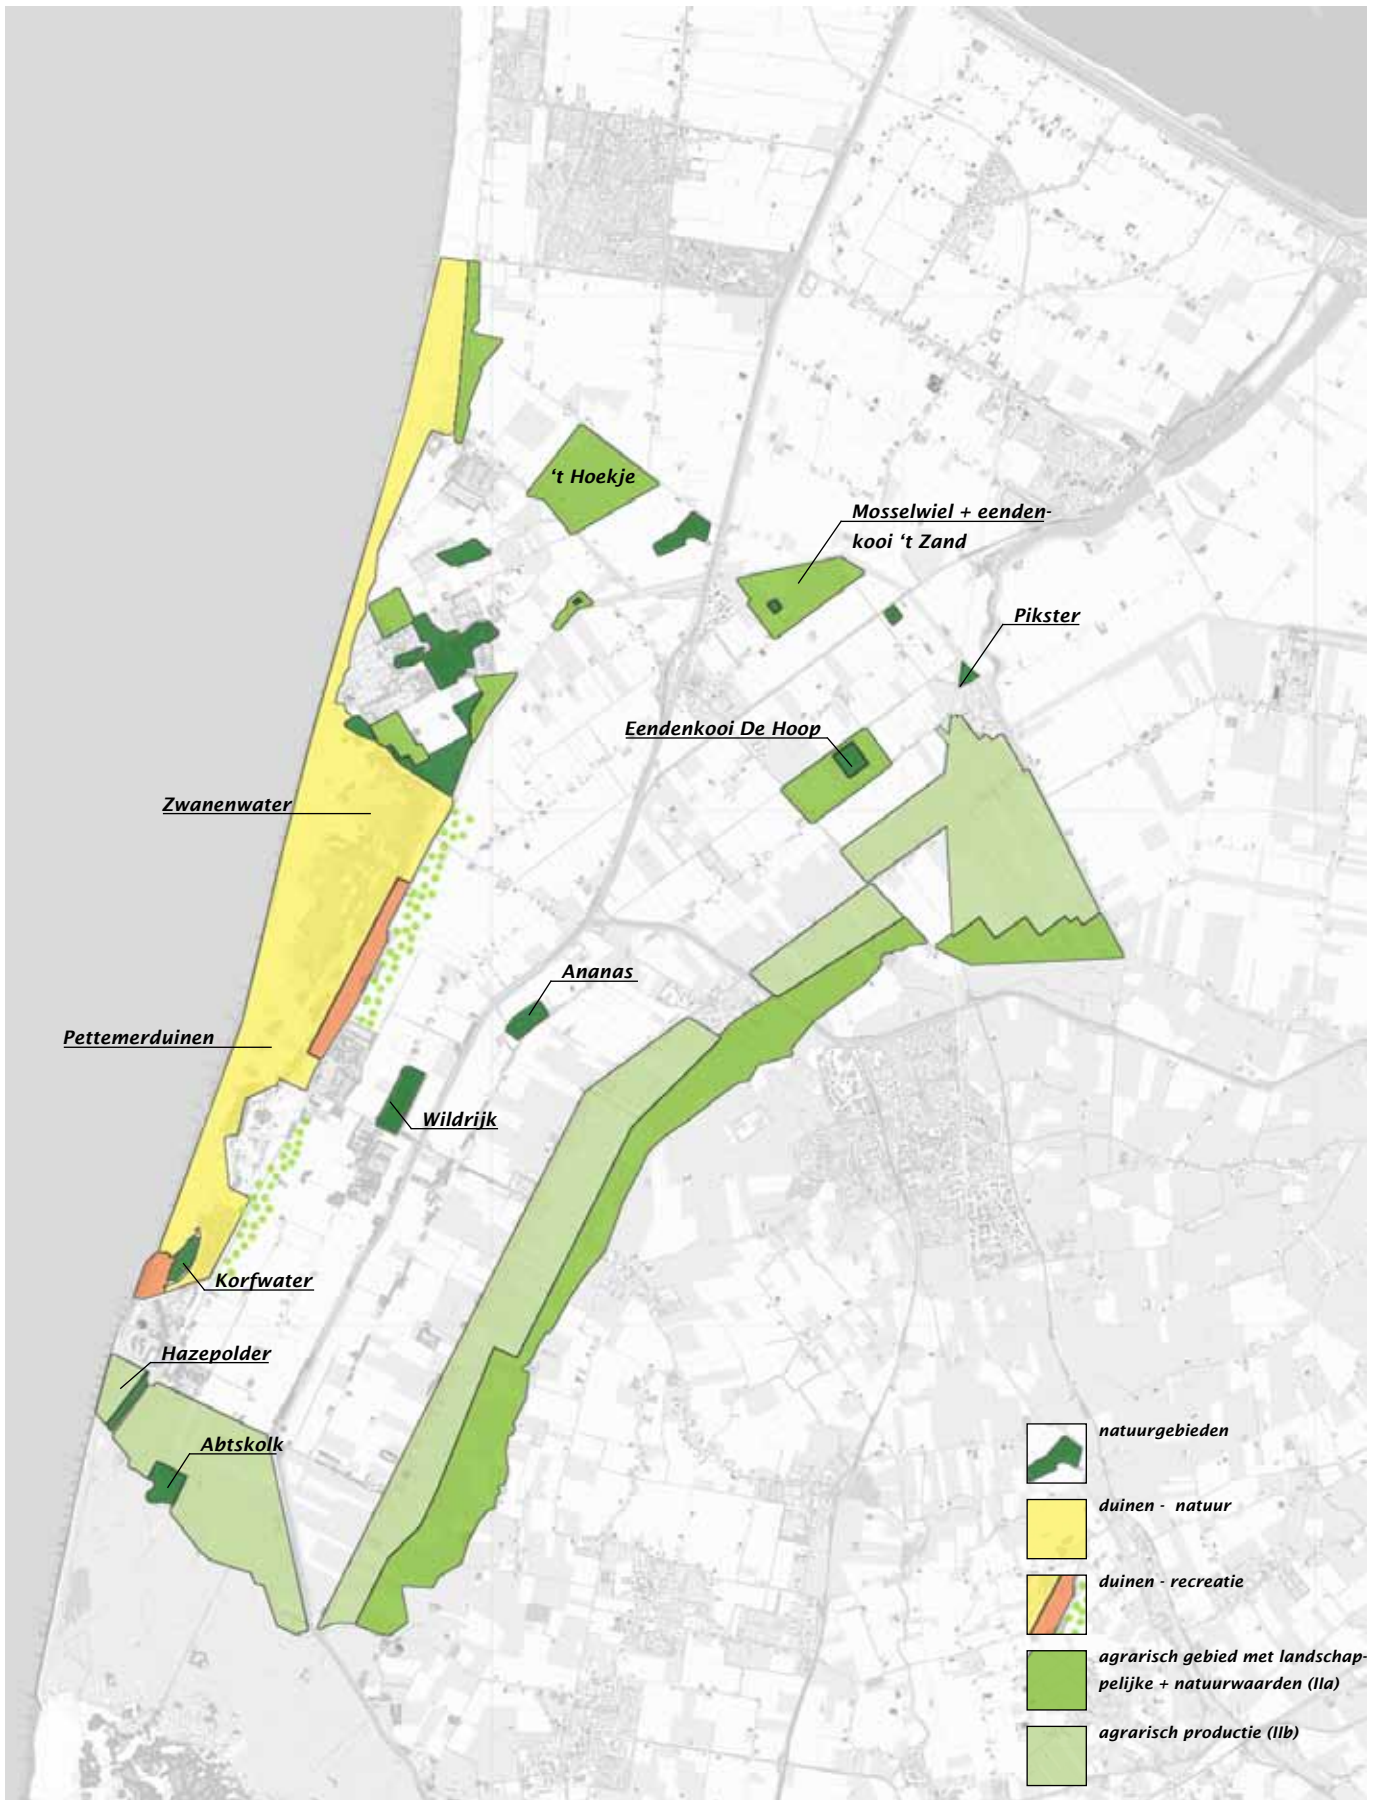 ‘t Hoekje
Mosselwiel + eenden-
kooi ‘t Zand
Pikster
Eendenkooi De Hoop
Zwanenwater
Ananas
Pettemerduinen
Wildrijk
Korfwater
Hazepolder
Abtskolk
natuurgebieden
duinen - natuur
duinen - recreatie
agrarisch gebied met landschap-
pelijke + natuurwaarden (IIa)
agrarisch productie (IIb)